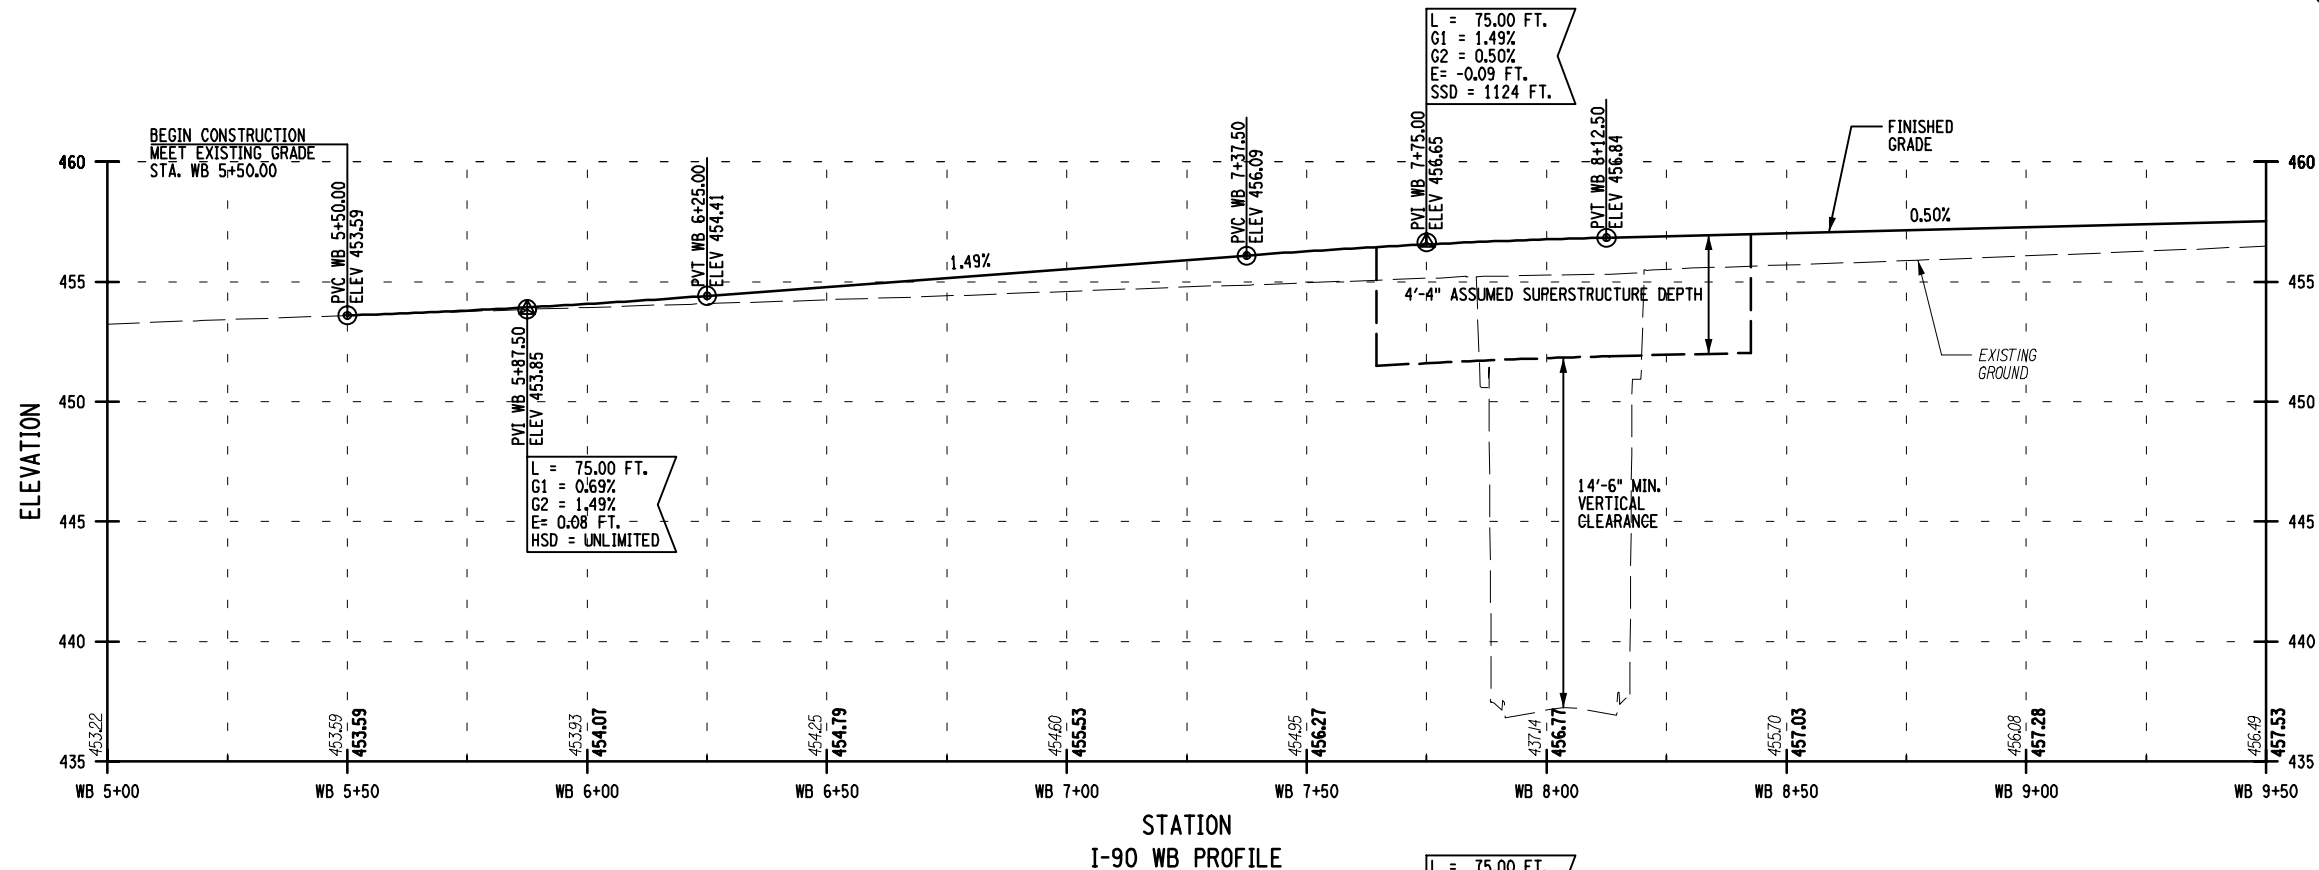 L = 75.00 FT.
G1 = 1.49%
G2 = 0.50%
E= -0.09 FT.
SSD = 1124 FT.
BEGIN CONSTRUCTION
MEET EXISTING GRADE
STA. WB 5+50.00
PVC WB 5+50.00
ELEV 453.59
PVI WB 5+87.50
ELEV 453.85
L = 75.00 FT.
G1 = 0.69%
G2 = 1.49%
E= 0.08 FT.
HSD = UNLIMITED
PVT WB 6+25.00
ELEV 454.41
1.49%
PVC WB 7+37.50
ELEV 456.09
PVI WB 7+75.00
ELEV 456.65
PVT WB 8+12.50
ELEV 456.84
FINISHED
GRADE
0.50%
4'-4" ASSUMED SUPERSTRUCTURE DEPTH
EXISTING
GROUND
14'-6" MIN.
VERTICAL
CLEARANCE
ELEVATION
460
455
450
445
440
435
460
455
450
445
440
435
453.22
453.59
453.59
453.93
454.07
454.25
454.79
454.60
455.53
454.95
456.27
437.14
456.77
455.70
457.03
456.08
457.28
456.49
457.53
WB 5+00
WB 5+50
WB 6+00
WB 6+50
WB 7+00
WB 7+50
WB 8+00
WB 8+50
WB 9+00
WB 9+50
STATION
I-90 WB PROFILE
L = 75.00 FT.